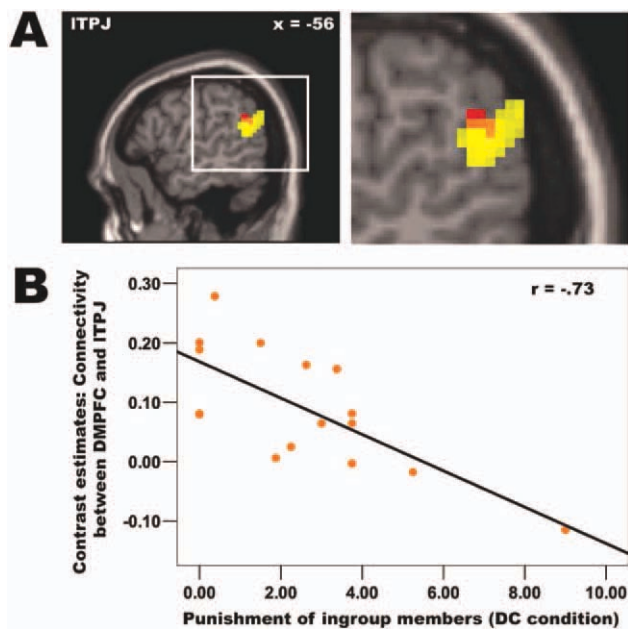 A
lTPJ
x = -56
B
r = -.73
Contrast estimates: Connectivity
between DMPFC and lTPJ
0.30
0.20
0.10
0.00
-0.10
0.00
2.00
4.00
6.00
8.00
10.00
Punishment of ingroup members (DC condition)